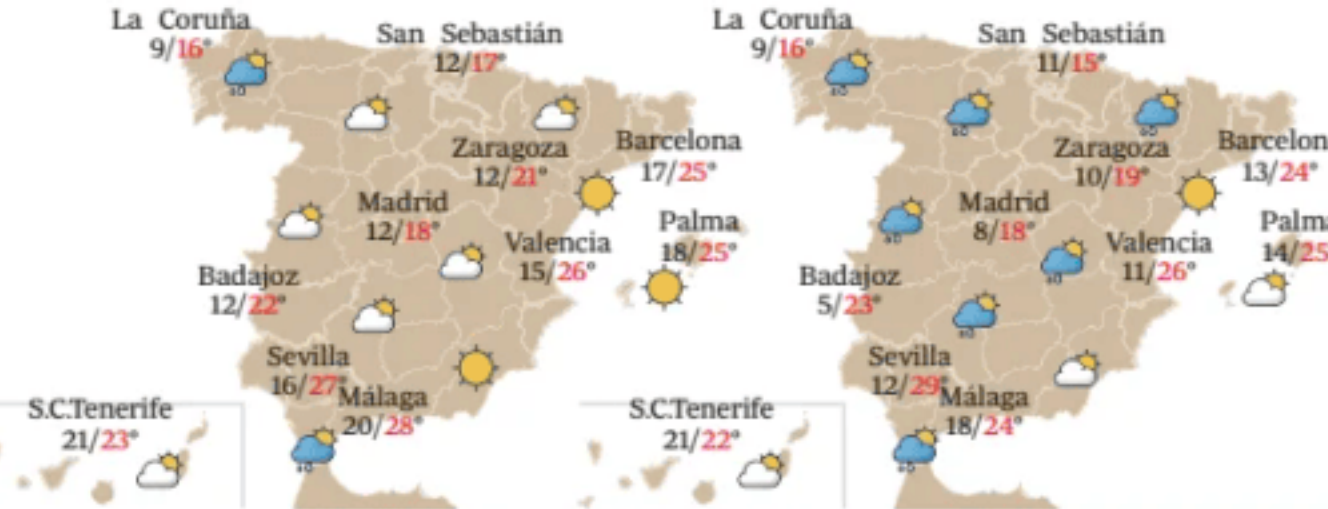 La Coruña
9/16°
San Sebastián
12/17°
Zaragoza
12/21°
Barcelona
17/25°
Madrid
12/18°
Palma
18/25°
Valencia
15/26°
Badajoz
12/22°
Sevilla
16/27°
Málaga
20/28°
S.C.Tenerife
21/23°
La Coruña
9/16°
San Sebastián
11/15°
Zaragoza
10/19°
Barcelon
13/24°
Madrid
8/18°
Palma
14/25
Valencia
11/26°
Badajoz
5/23°
Sevilla
12/29°
Málaga
18/24°
S.C.Tenerife
21/22°